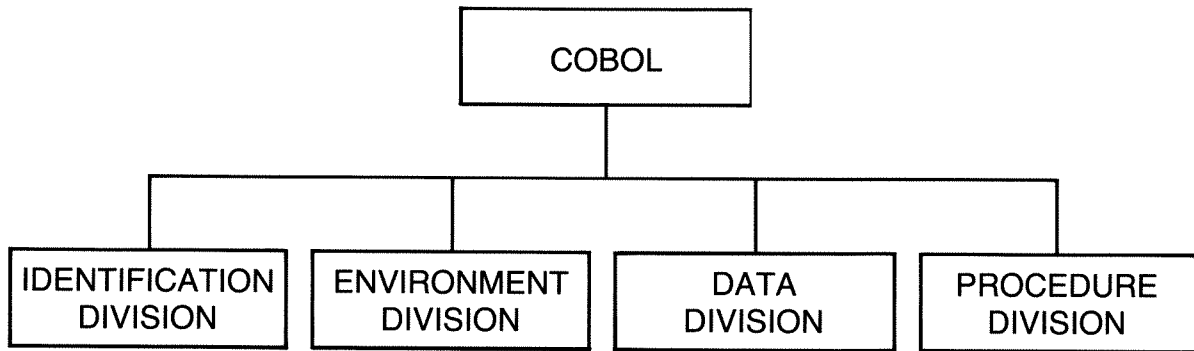 COBOL
IDENTIFICATION
DIVISION
ENVIRONMENT
DIVISION
DATA
DIVISION
PROCEDURE
DIVISION